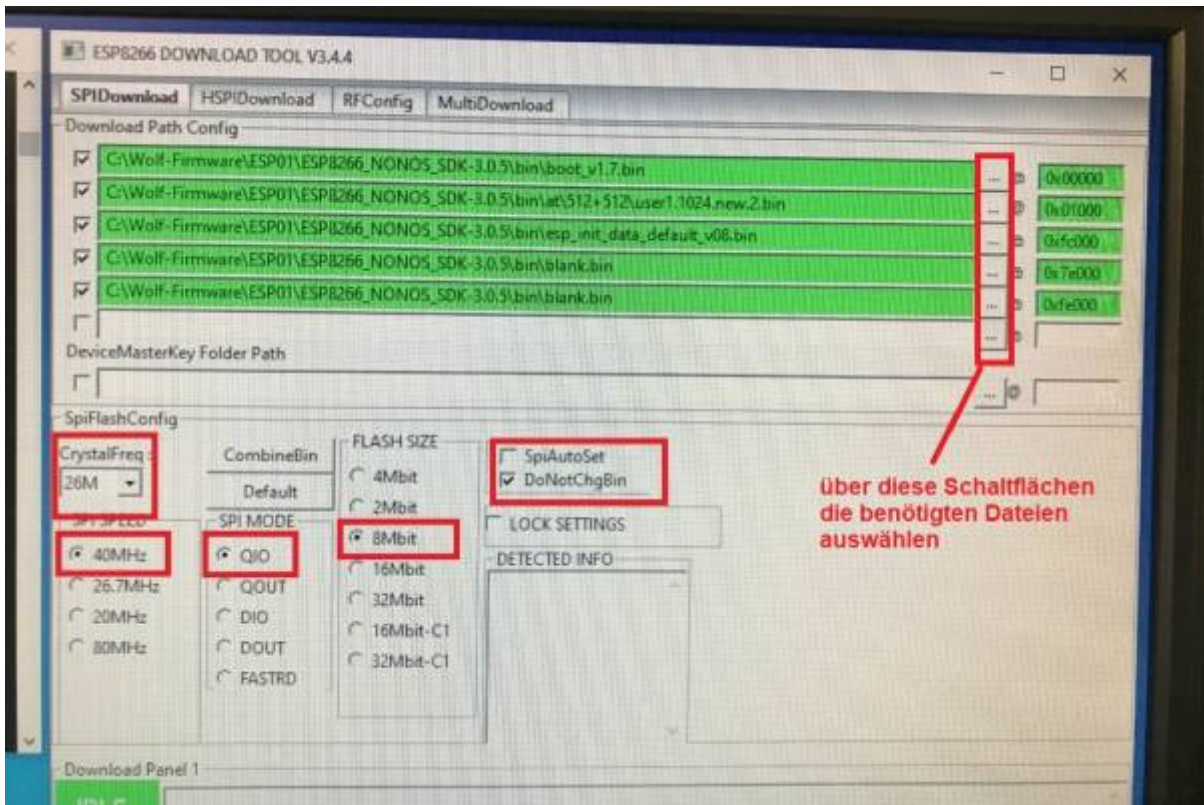 ESP8266 DOWNLOAD TOOL V3.4.4
SPIDownload HSPIDownload RFConfig MultiDownload
Download Path Config
C:\Wolf-Firmware\ESP01\ESP8266_NONOS_SDK-3.0.5\bin\boot_v1.7.bin ... @ 0x00000
C:\Wolf-Firmware\ESP01\ESP8266_NONOS_SDK-3.0.5\bin\at\512+512\user1.1024.new.2.bin ... @ 0x01000
C:\Wolf-Firmware\ESP01\ESP8266_NONOS_SDK-3.0.5\bin\esp_init_data_default_v08.bin ... @ 0xfc000
C:\Wolf-Firmware\ESP01\ESP8266_NONOS_SDK-3.0.5\bin\blank.bin ... @ 0x7e000
C:\Wolf-Firmware\ESP01\ESP8266_NONOS_SDK-3.0.5\bin\blank.bin ... @ 0xfe000
... @
DeviceMasterKey Folder Path
... @
SpiFlashConfig
CrystalFreq :
26M
CombineBin
Default
SPI SPEED
40MHz
26.7MHz
20MHz
80MHz
SPI MODE
QIO
QOUT
DIO
DOUT
FASTRD
FLASH SIZE
4Mbit
2Mbit
8Mbit
16Mbit
32Mbit
16Mbit-C1
32Mbit-C1
SpiAutoSet
DoNotChgBin
LOCK SETTINGS
DETECTED INFO
über diese Schaltflächen
die benötigten Dateien
auswählen
Download Panel 1
IDLE